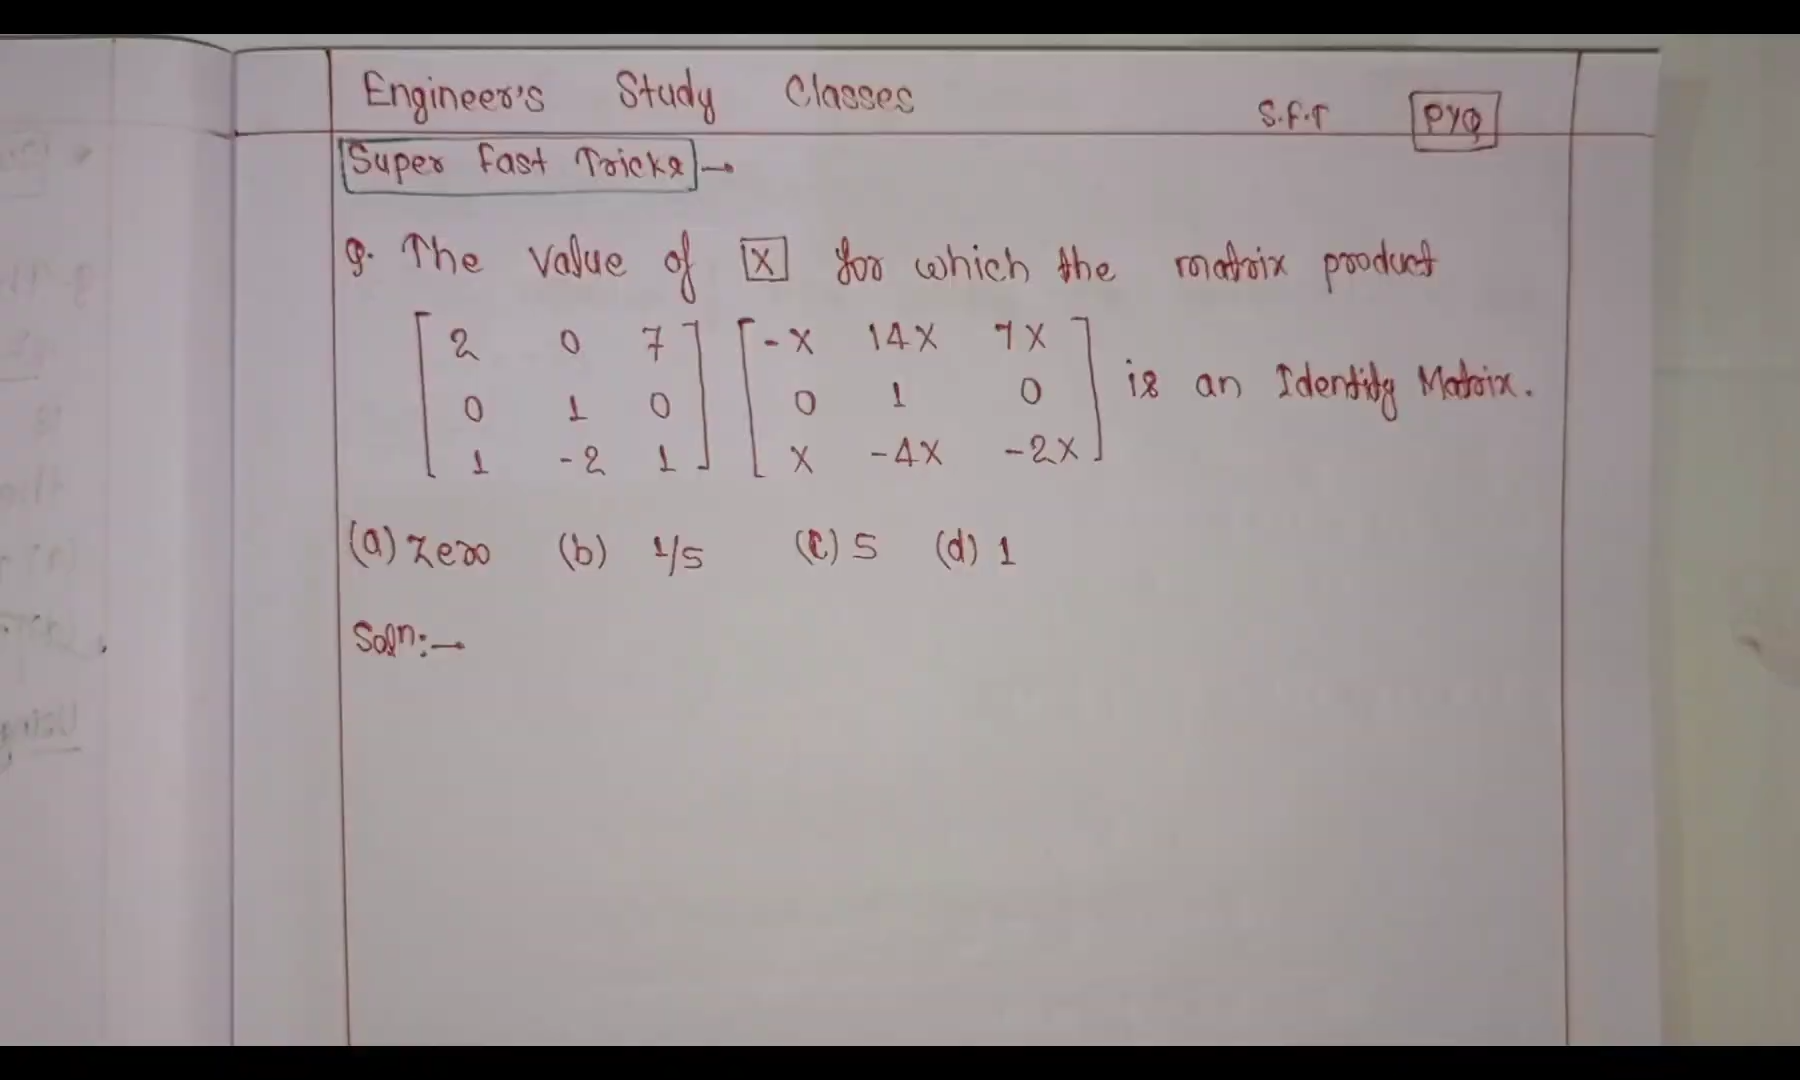 Engineer's Study Classes S.F.T PYQ
Super Fast Tricks →
Q. The value of X for which the matrix product
[ 2 0 7 ] [ -x 14x 7x ]
[ 0 1 0 ] [ 0 1 0 ] is an Identity Matrix.
[ 1 -2 1 ] [ x -4x -2x ]
(a) Zero (b) 1/5 (c) 5 (d) 1
Soln:→